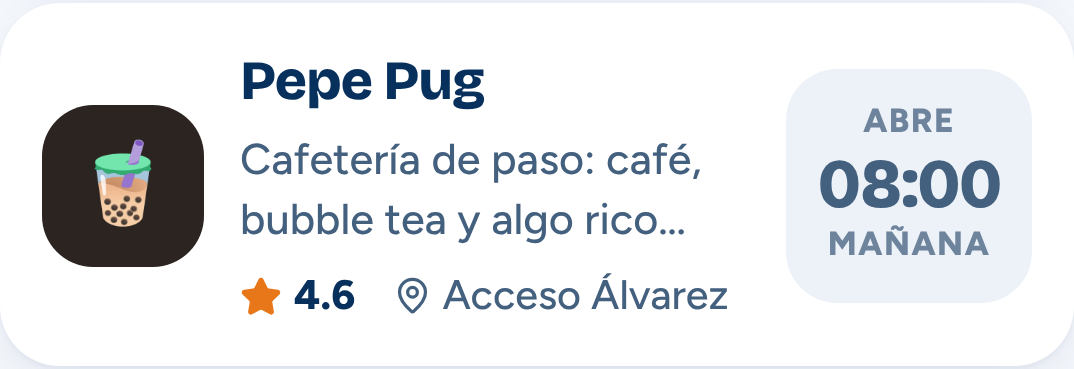 Pepe Pug
Cafetería de paso: café,
bubble tea y algo rico...
4.6
Acceso Álvarez
ABRE
08:00
MAÑANA